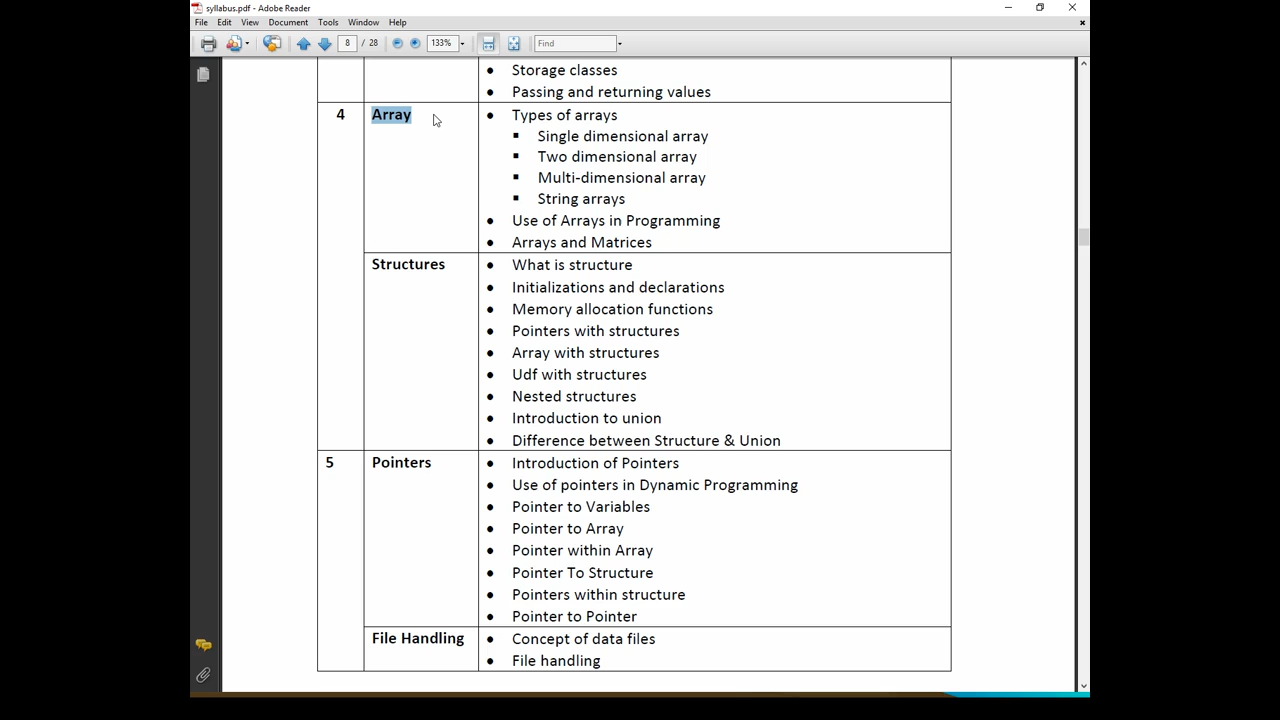 syllabus.pdf - Adobe Reader
File Edit View Document Tools Window Help
8 / 28 133% Find
• Storage classes
• Passing and returning values
4 Array • Types of arrays
▪ Single dimensional array
▪ Two dimensional array
▪ Multi-dimensional array
▪ String arrays
• Use of Arrays in Programming
• Arrays and Matrices
Structures • What is structure
• Initializations and declarations
• Memory allocation functions
• Pointers with structures
• Array with structures
• Udf with structures
• Nested structures
• Introduction to union
• Difference between Structure & Union
5 Pointers • Introduction of Pointers
• Use of pointers in Dynamic Programming
• Pointer to Variables
• Pointer to Array
• Pointer within Array
• Pointer To Structure
• Pointers within structure
• Pointer to Pointer
File Handling • Concept of data files
• File handling